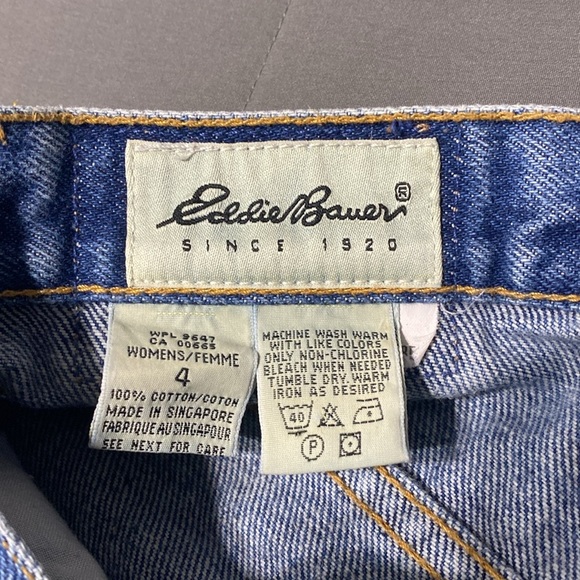 Eddie Bauer®
SINCE 1920
WPL 9647
CA 00665
WOMENS/FEMME
4
100% COTTON/COTON
MADE IN SINGAPORE
FABRIQUE AU SINGAPOUR
SEE NEXT FOR CARE
MACHINE WASH WARM
WITH LIKE COLORS
ONLY NON-CHLORINE
BLEACH WHEN NEEDED
TUMBLE DRY. WARM
IRON AS DESIRED
40
P